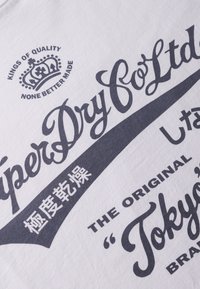 KINGS OF QUALITY
NONE BETTER MADE
uperDry Co Ltd.
極度乾燥
しな
THE ORIGINAL
"Tokyo"
BRA